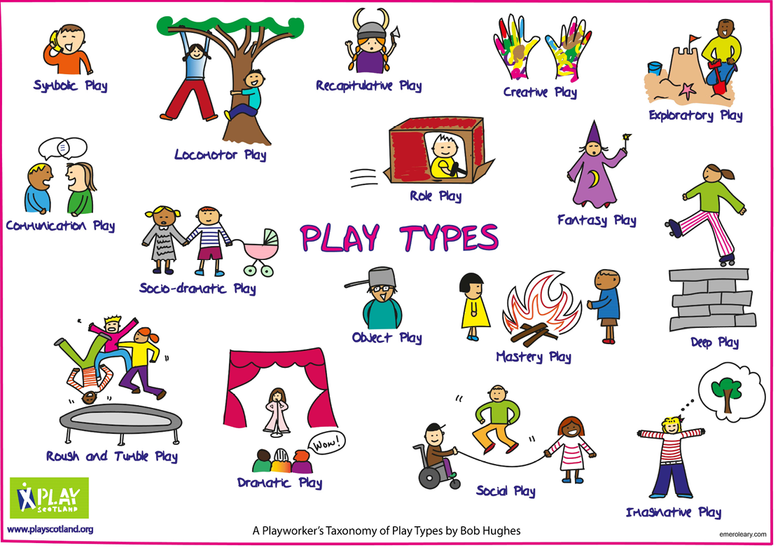 Symbolic Play
Locomotor Play
Recapitulative Play
Creative Play
Exploratory Play
Communication Play
Role Play
Fantasy Play
Socio-dramatic Play
PLAY TYPES
Object Play
Mastery Play
Deep Play
Rough and Tumble Play
Wow!
Dramatic Play
Social Play
Imaginative Play
PLAY
SCOTLAND
www.playscotland.org
A Playworker's Taxonomy of Play Types by Bob Hughes
emeroleary.com